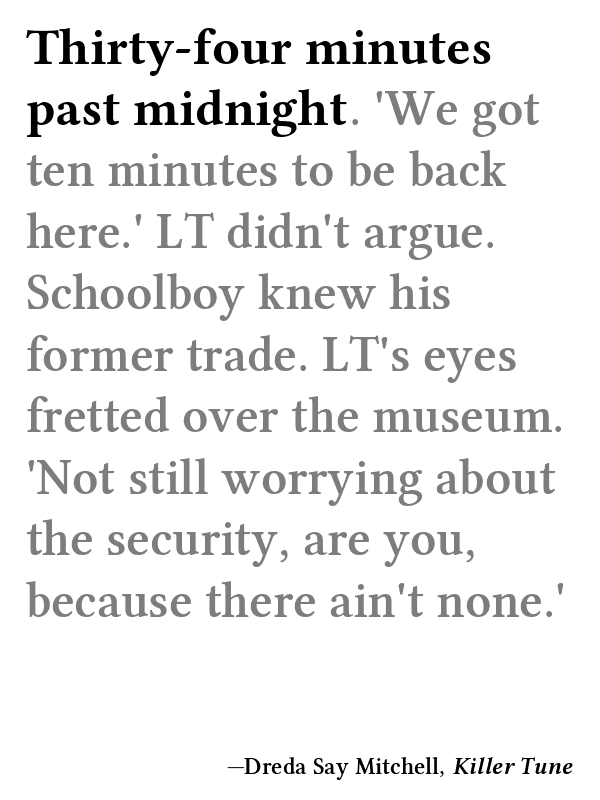 Thirty-four minutes
past midnight. 'We got
ten minutes to be back
here.' LT didn't argue.
Schoolboy knew his
former trade. LT's eyes
fretted over the museum.
'Not still worrying about
the security, are you,
because there ain't none.'
—Dreda Say Mitchell, Killer Tune